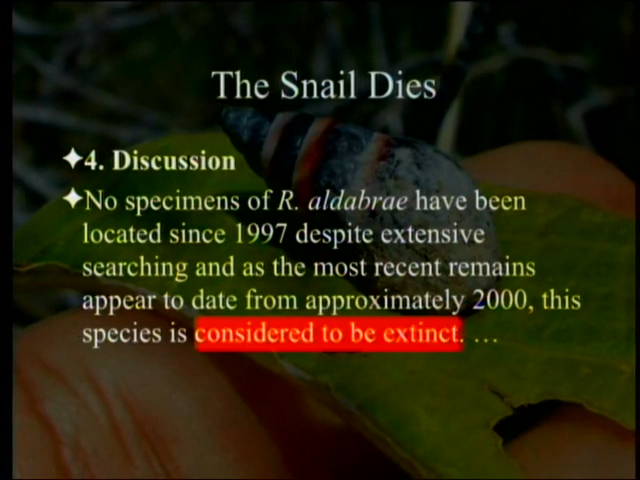 The Snail Dies
✦4. Discussion
✦No specimens of R. aldabrae have been
located since 1997 despite extensive
searching and as the most recent remains
appear to date from approximately 2000, this
species is considered to be extinct. …